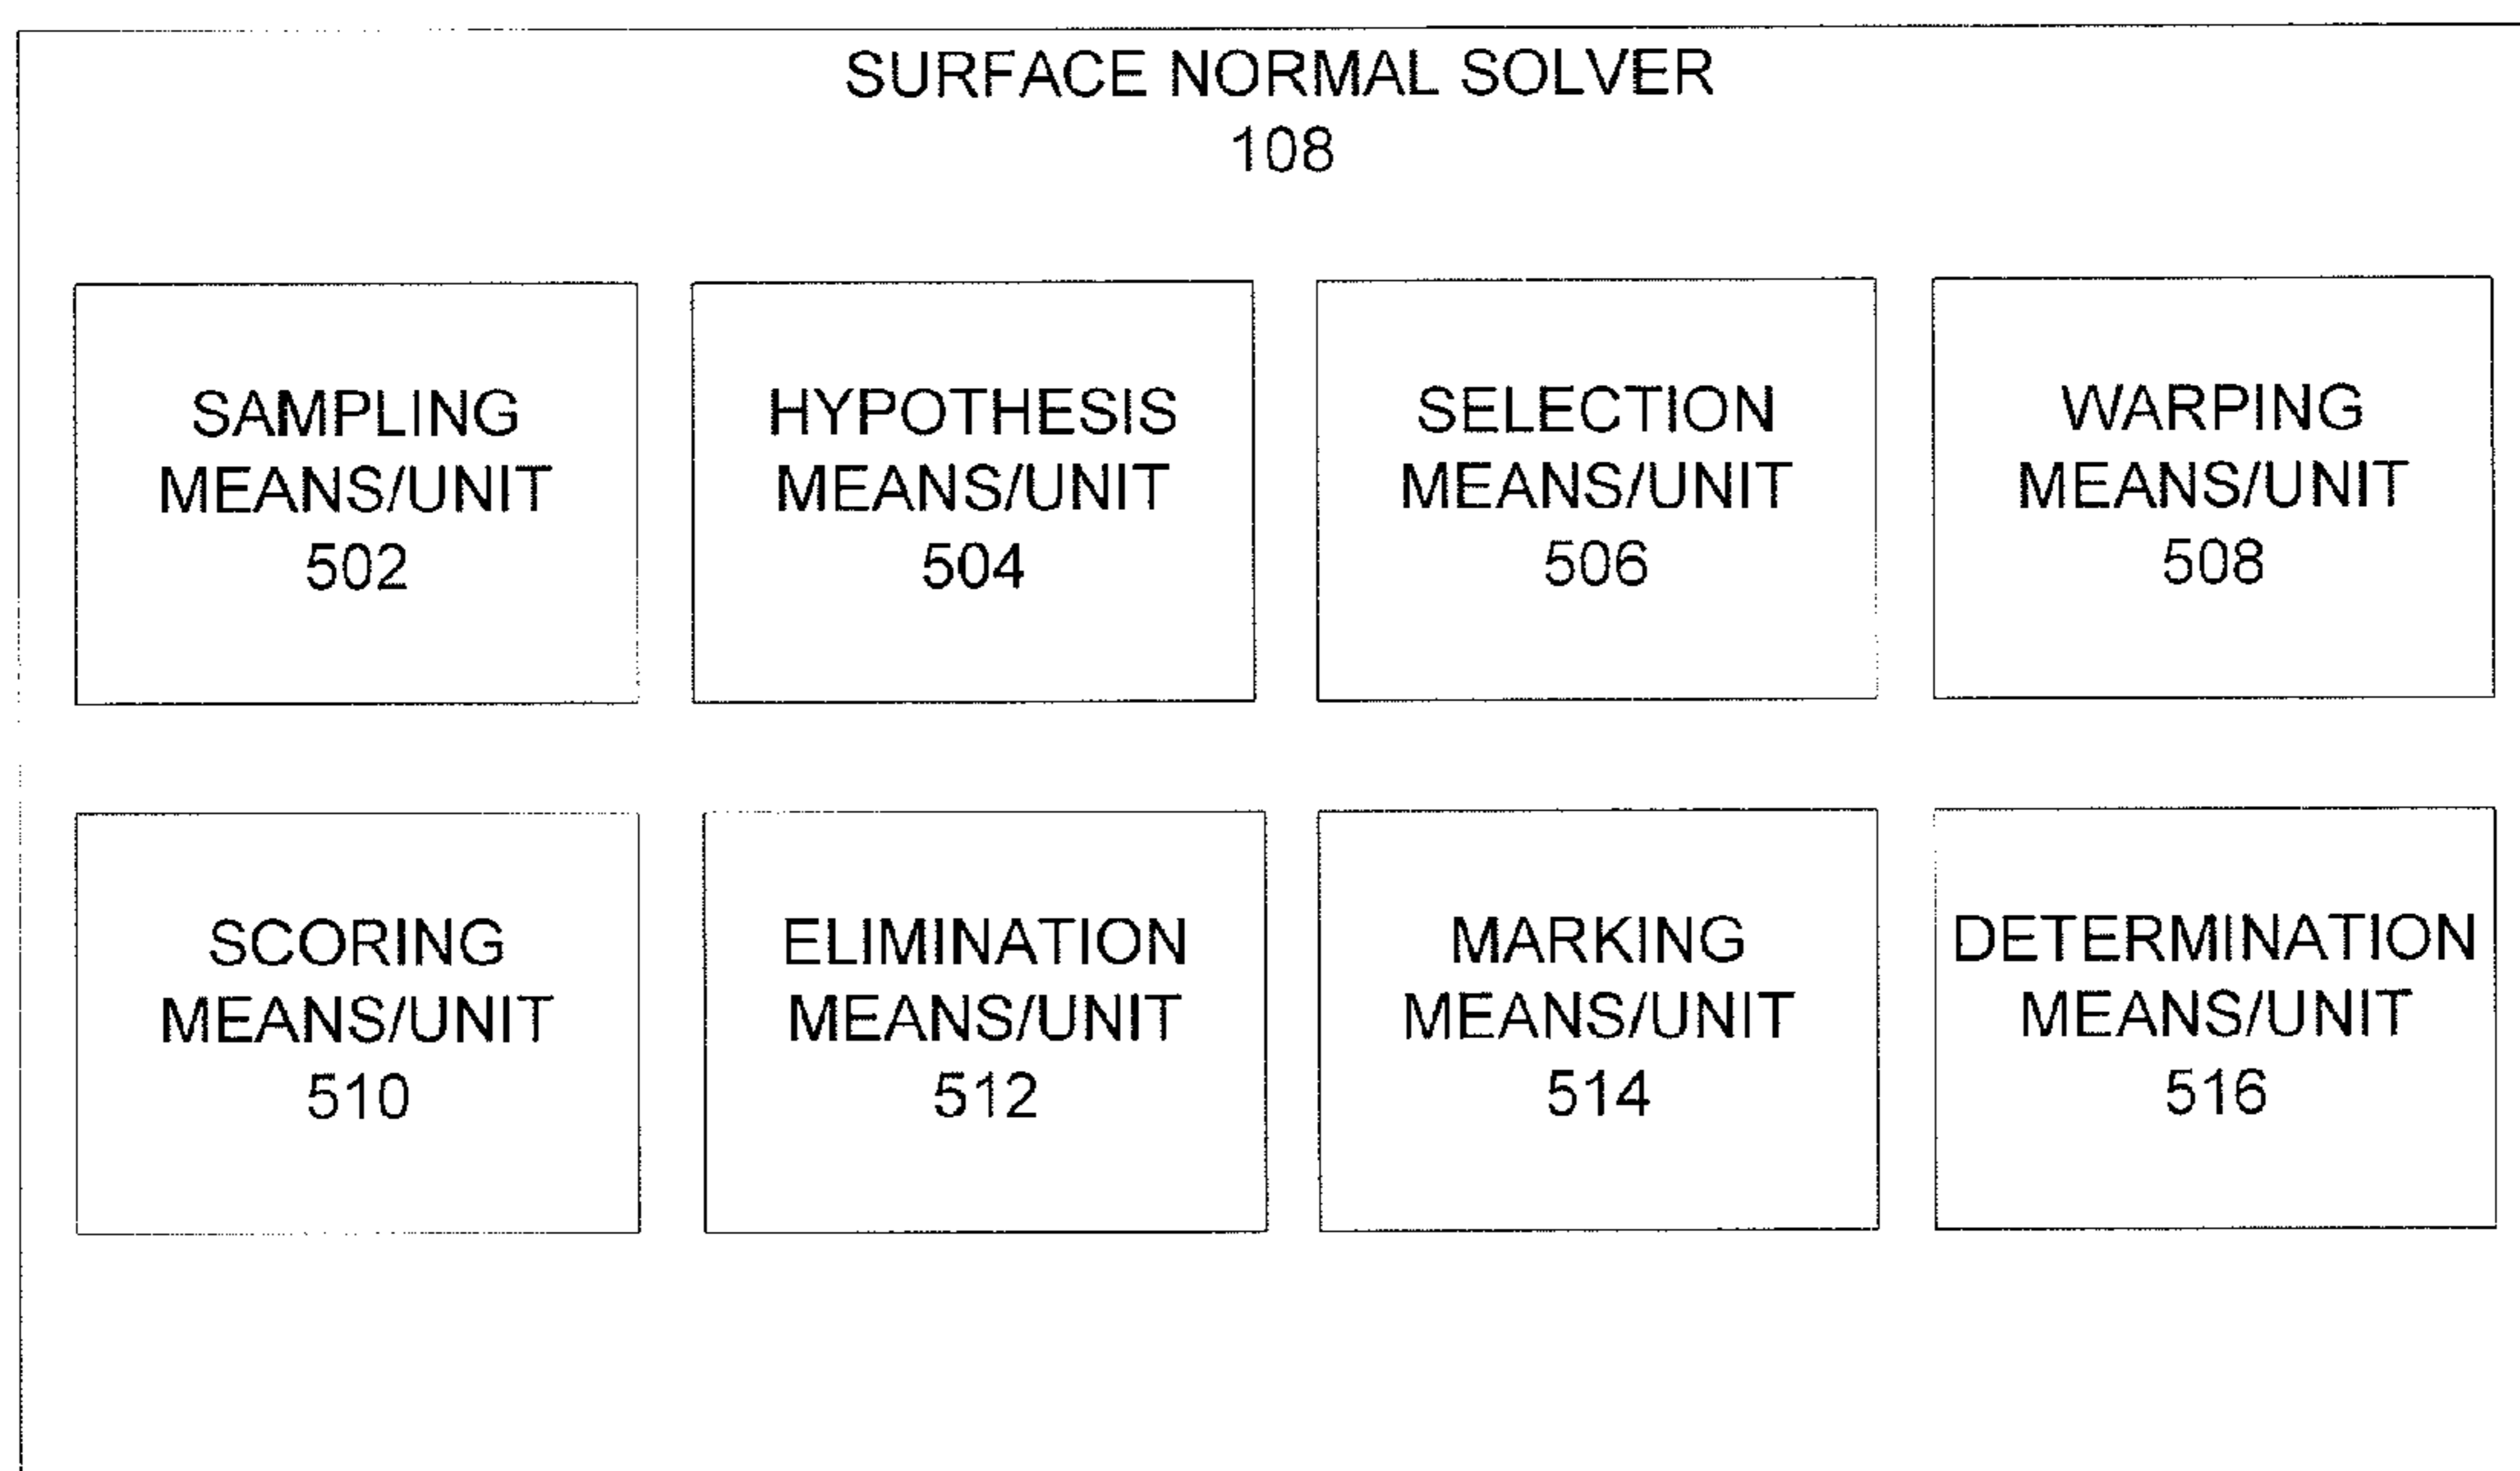 SURFACE NORMAL SOLVER
108
SAMPLING
MEANS/UNIT
502
HYPOTHESIS
MEANS/UNIT
504
SELECTION
MEANS/UNIT
506
WARPING
MEANS/UNIT
508
SCORING
MEANS/UNIT
510
ELIMINATION
MEANS/UNIT
512
MARKING
MEANS/UNIT
514
DETERMINATION
MEANS/UNIT
516